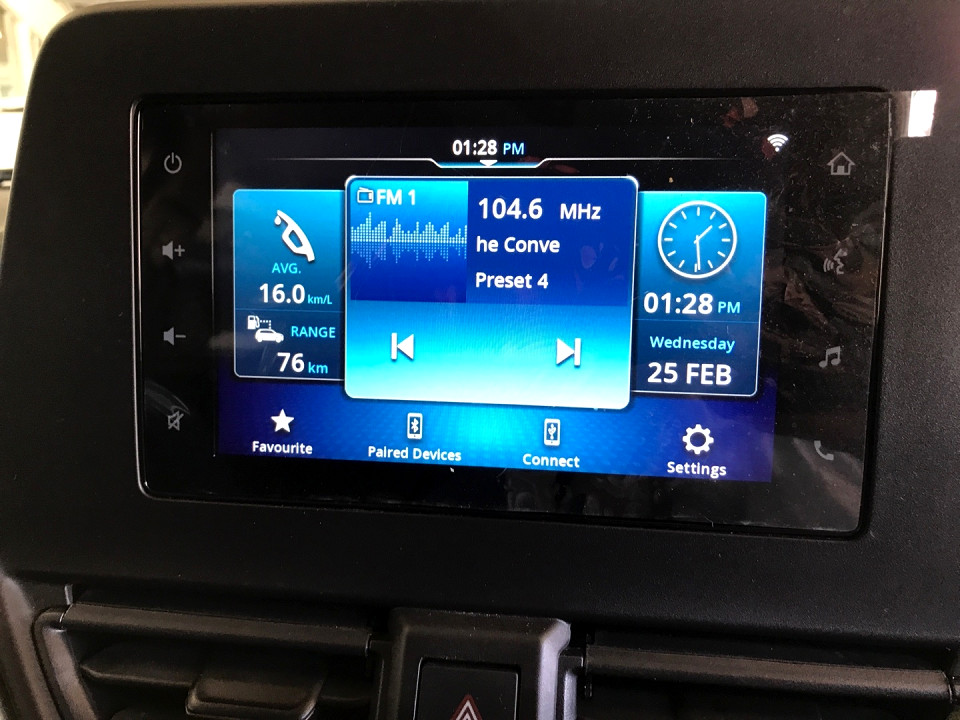 01:28 PM
FM 1
104.6 MHz
he Conve
Preset 4
AVG.
16.0 km/L
RANGE
76 km
01:28 PM
Wednesday
25 FEB
Favourite
Paired Devices
Connect
Settings